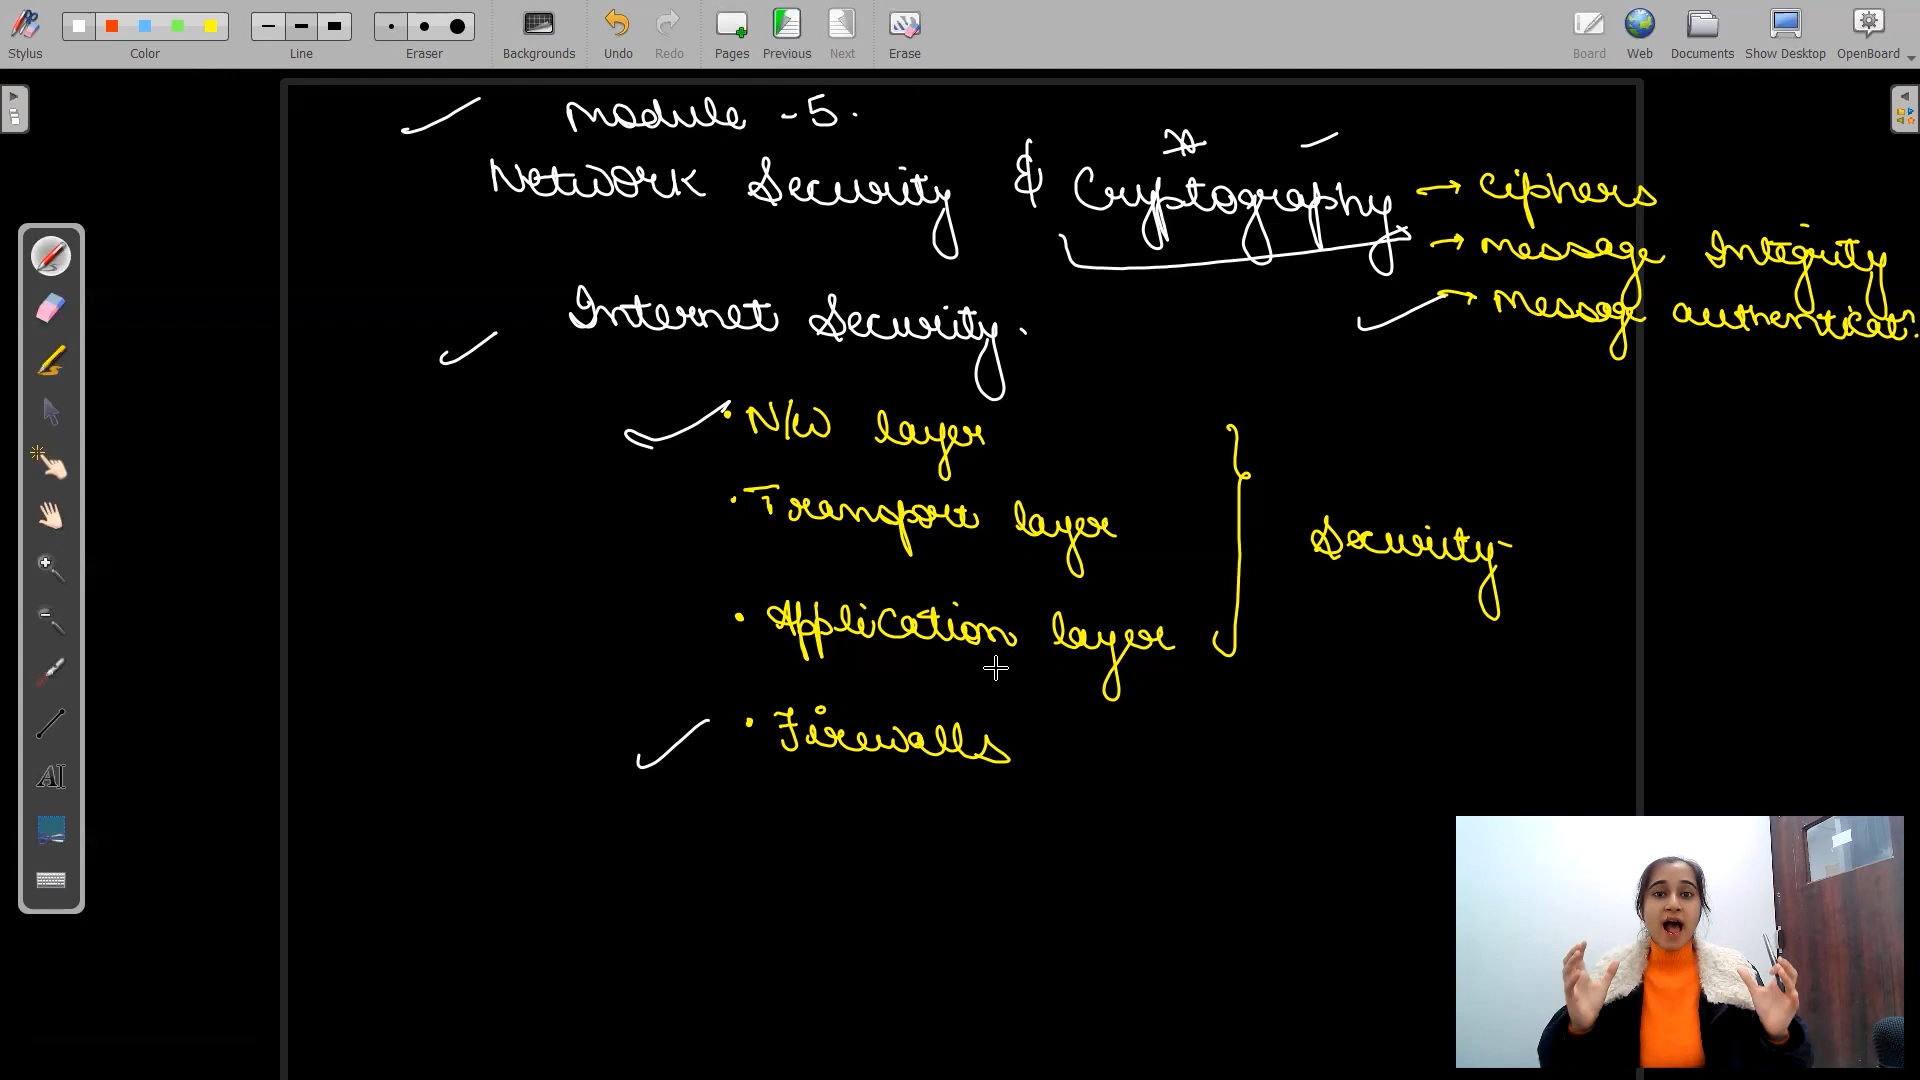 Stylus Color Line Eraser Backgrounds Undo Redo Pages Previous Next Erase Board Web Documents Show Desktop OpenBoard
Module - 5.
Network Security & Cryptography → ciphers
→ message Integrity
→ Message authenticatn.
Internet Security.
• N/W layer
• Transport layer
• Application layer
} Security
• Firewalls